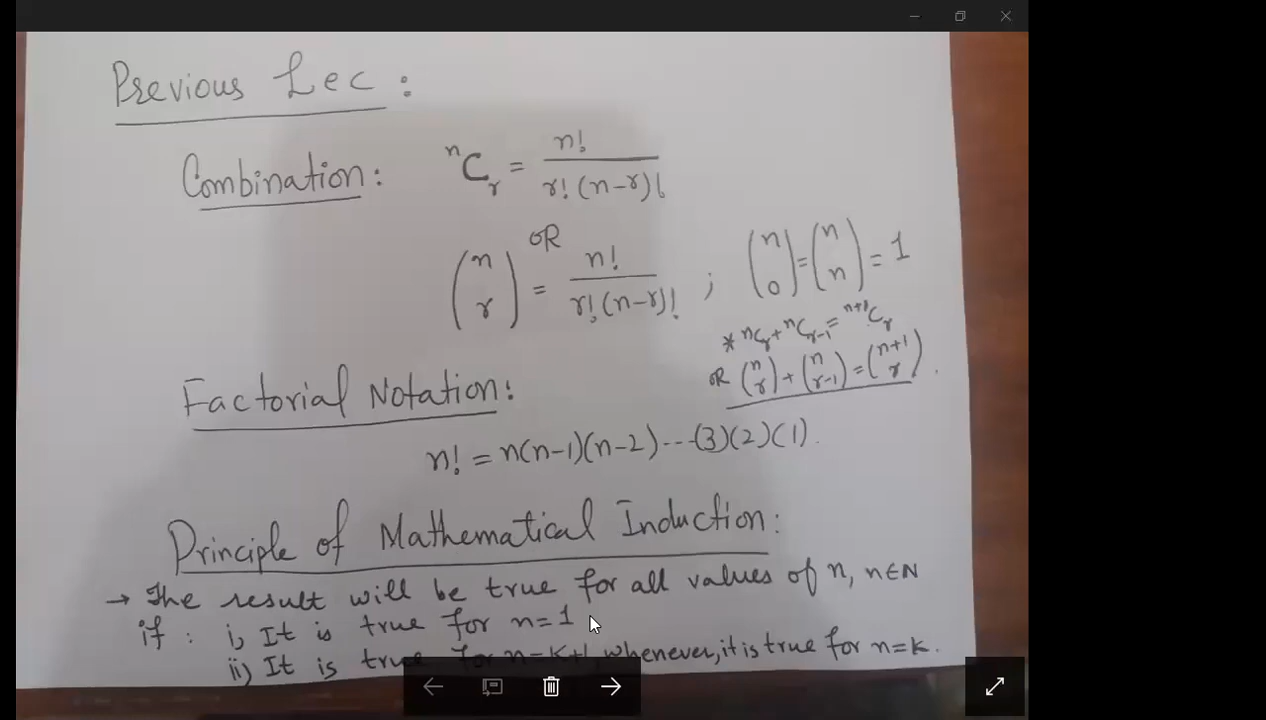 Previous Lec :
Combination : ⁿCᵣ = n! / r! (n-r)!
OR
(n r) = n! / r! (n-r)! ; (n 0) = (n n) = 1
* ⁿCᵣ + ⁿCᵣ₋₁ = ⁿ⁺¹Cᵣ
OR (n r) + (n r-1) = (n+1 r) .
Factorial Notation :
n! = n(n-1)(n-2) ---(3)(2)(1) .
Principle of Mathematical Induction :
→ The result will be true for all values of n, n∈N
if : i, It is true for n=1
ii) It is true for n=k+1, whenever, it is true for n=k.